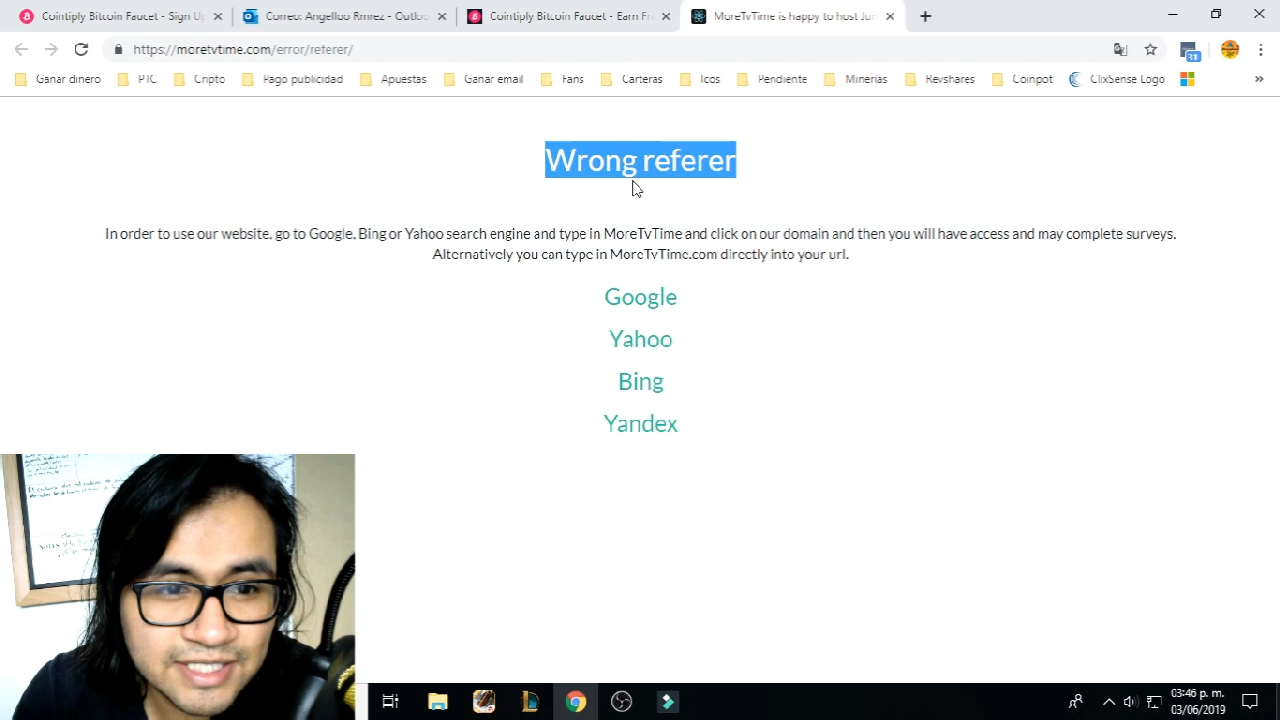 Cointiply Bitcoin Faucet - Sign Up
Correo: Angelloo Rmrez - Outloo
Cointiply Bitcoin Faucet - Earn Fr
MoreTvTime is happy to host Jun
https://moretvtime.com/error/referer/
31
Ganar dinero
PTC
Cripto
Pago publicidad
Apuestas
Ganar email
Fans
Carteras
Icos
Pendiente
Minerias
Revshares
Coinpot
ClixSense Logo
»
Wrong referer
In order to use our website, go to Google, Bing or Yahoo search engine and type in MoreTvTime and click on our domain and then you will have access and may complete surveys.
Alternatively you can type in MoreTvTime.com directly into your url.
Google
Yahoo
Bing
Yandex
03:46 p. m.
03/06/2019